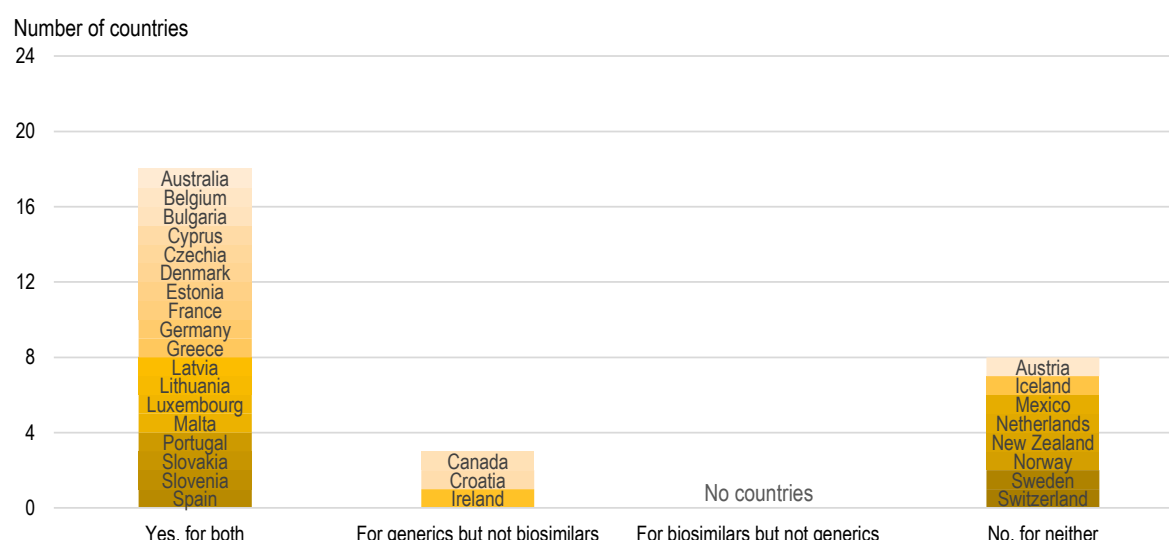 Number of countries
24
20
16
12
8
4
0
Australia
Belgium
Bulgaria
Cyprus
Czechia
Denmark
Estonia
France
Germany
Greece
Latvia
Lithuania
Luxembourg
Malta
Portugal
Slovakia
Slovenia
Spain
Canada
Croatia
Ireland
No countries
Austria
Iceland
Mexico
Netherlands
New Zealand
Norway
Sweden
Switzerland
Yes, for both
For generics but not biosimilars
For biosimilars but not generics
No, for neither